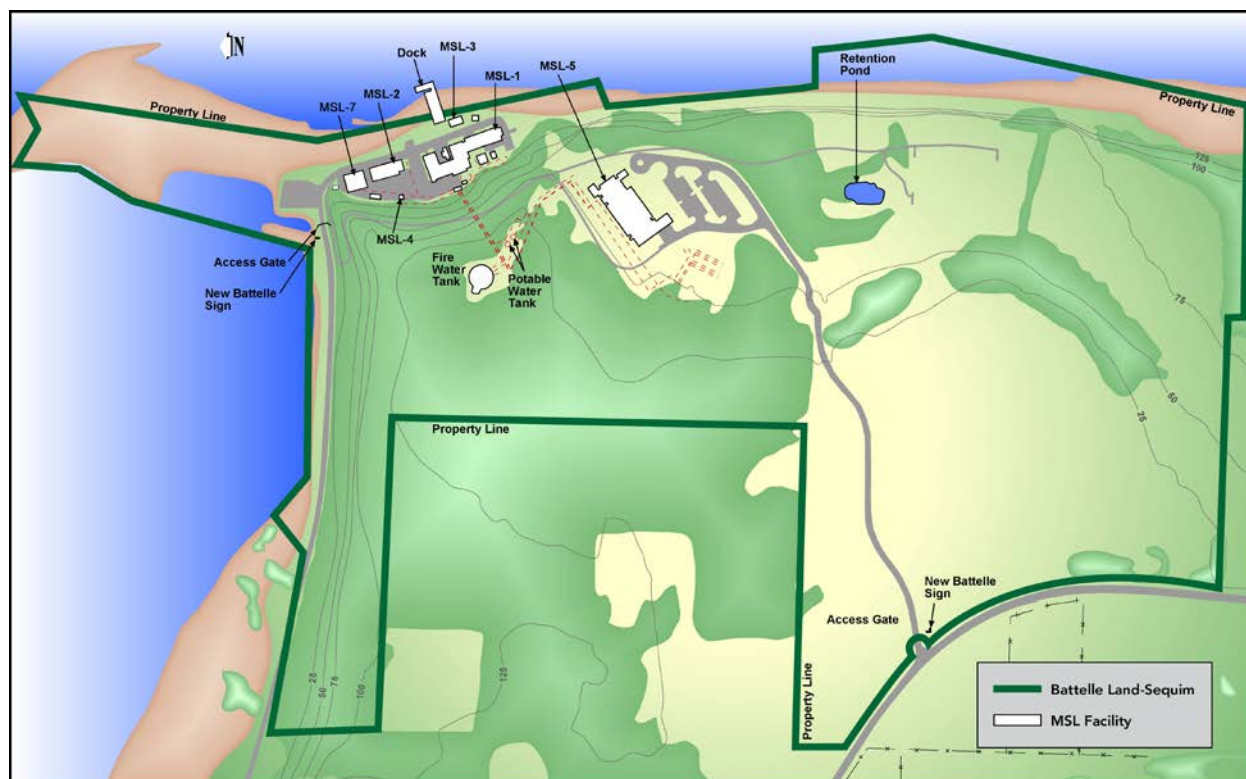 N
Dock
MSL-3
MSL-1
MSL-5
Retention
Pond
Property Line
MSL-2
MSL-7
Property Line
125
100
MSL-4
Access Gate
New Battelle
Sign
Fire
Water
Tank
Potable
Water
Tank
75
50
25
Property Line
Property Line
New Battelle
Sign
Access Gate
25
50
75
100
125
Battelle Land-Sequim
MSL Facility